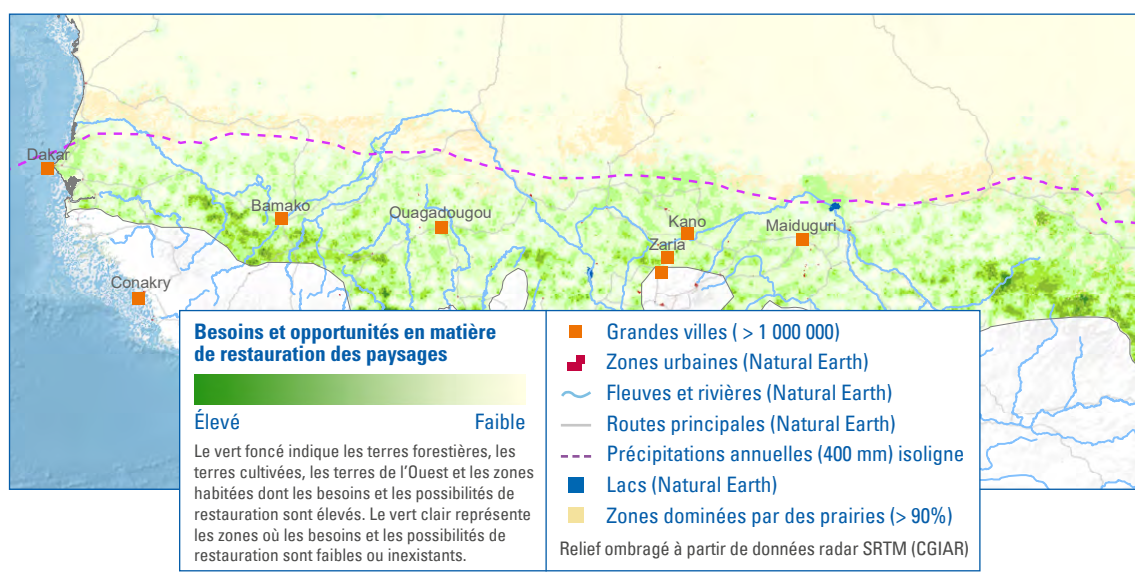 Dakar
Bamako
Ouagadougou
Kano
Zaria
Maiduguri
Conakry
Besoins et opportunités en matière
de restauration des paysages
Élevé
Faible
Le vert foncé indique les terres forestières, les
terres cultivées, les terres de l’Ouest et les zones
habitées dont les besoins et les possibilités de
restauration sont élevés. Le vert clair représente
les zones où les besoins et les possibilités de
restauration sont faibles ou inexistants.
Grandes villes ( > 1 000 000)
Zones urbaines (Natural Earth)
Fleuves et rivières (Natural Earth)
Routes principales (Natural Earth)
Précipitations annuelles (400 mm) isoligne
Lacs (Natural Earth)
Zones dominées par des prairies (> 90%)
Relief ombragé à partir de données radar SRTM (CGIAR)